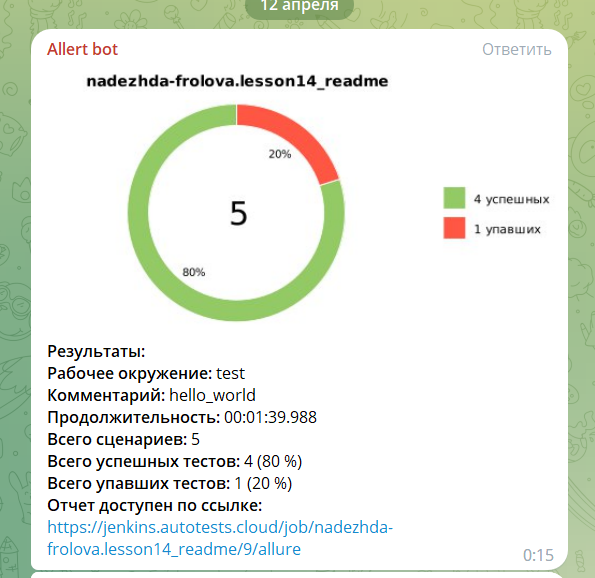 12 апреля
Allert bot
Ответить
nadezhda-frolova.lesson14_readme
20%
5
80%
4 успешных
1 упавших
Результаты:
Рабочее окружение: test
Комментарий: hello_world
Продолжительность: 00:01:39.988
Всего сценариев: 5
Всего успешных тестов: 4 (80 %)
Всего упавших тестов: 1 (20 %)
Отчет доступен по ссылке:
https://jenkins.autotests.cloud/job/nadezhda-
frolova.lesson14_readme/9/allure
0:15